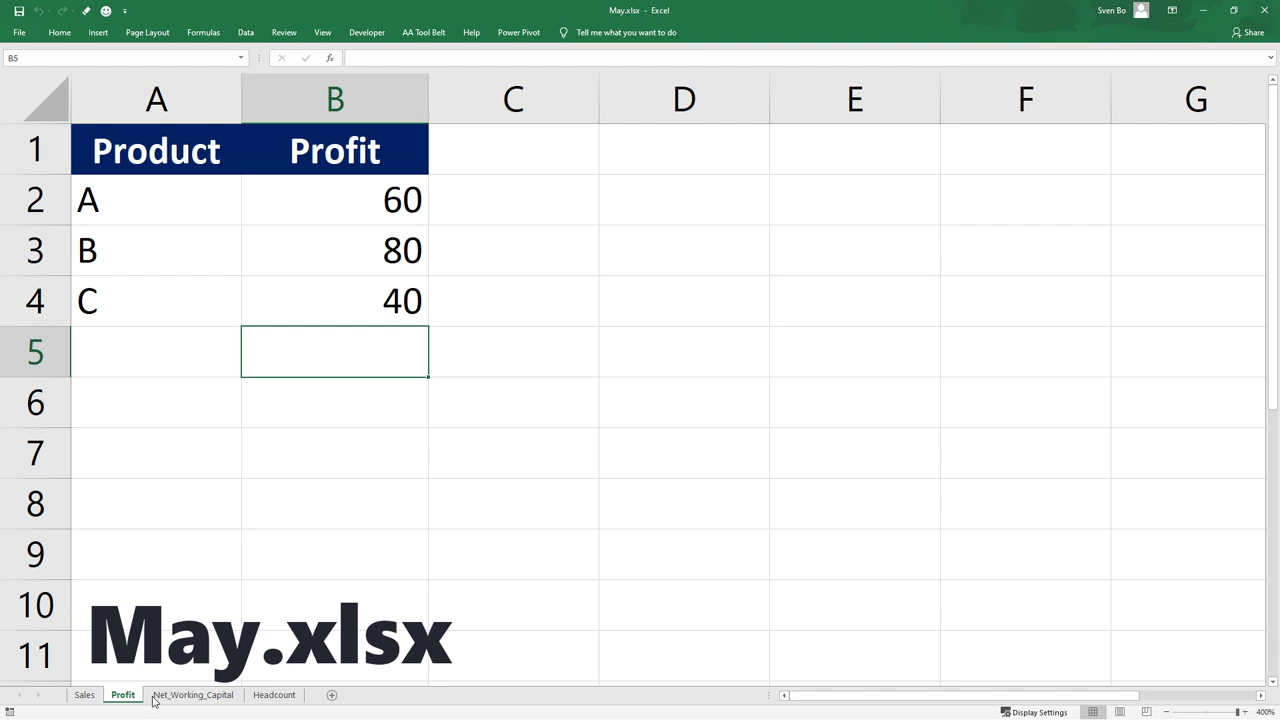 May.xlsx - Excel
Sven Bo
File Home Insert Page Layout Formulas Data Review View Developer AA Tool Belt Help Power Pivot Tell me what you want to do Share
B5 fx
A B C D E F G
1 Product Profit
2 A 60
3 B 80
4 C 40
5
6
7
8
9
10
11
May.xlsx
Sales Profit Net_Working_Capital Headcount
Display Settings 400%